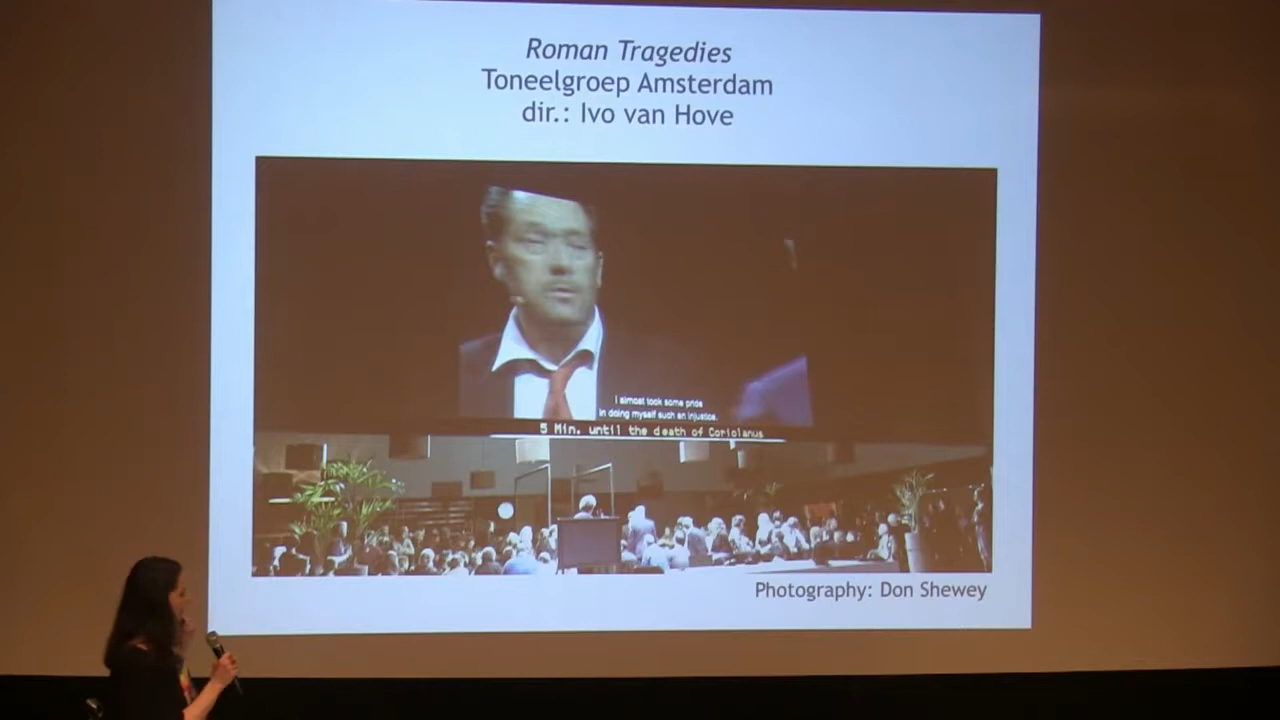 Roman Tragedies
Toneelgroep Amsterdam
dir.: Ivo van Hove
I almost took some pride
in doing myself such an injustice.
5 Min. until the death of Coriolanus
Photography: Don Shewey